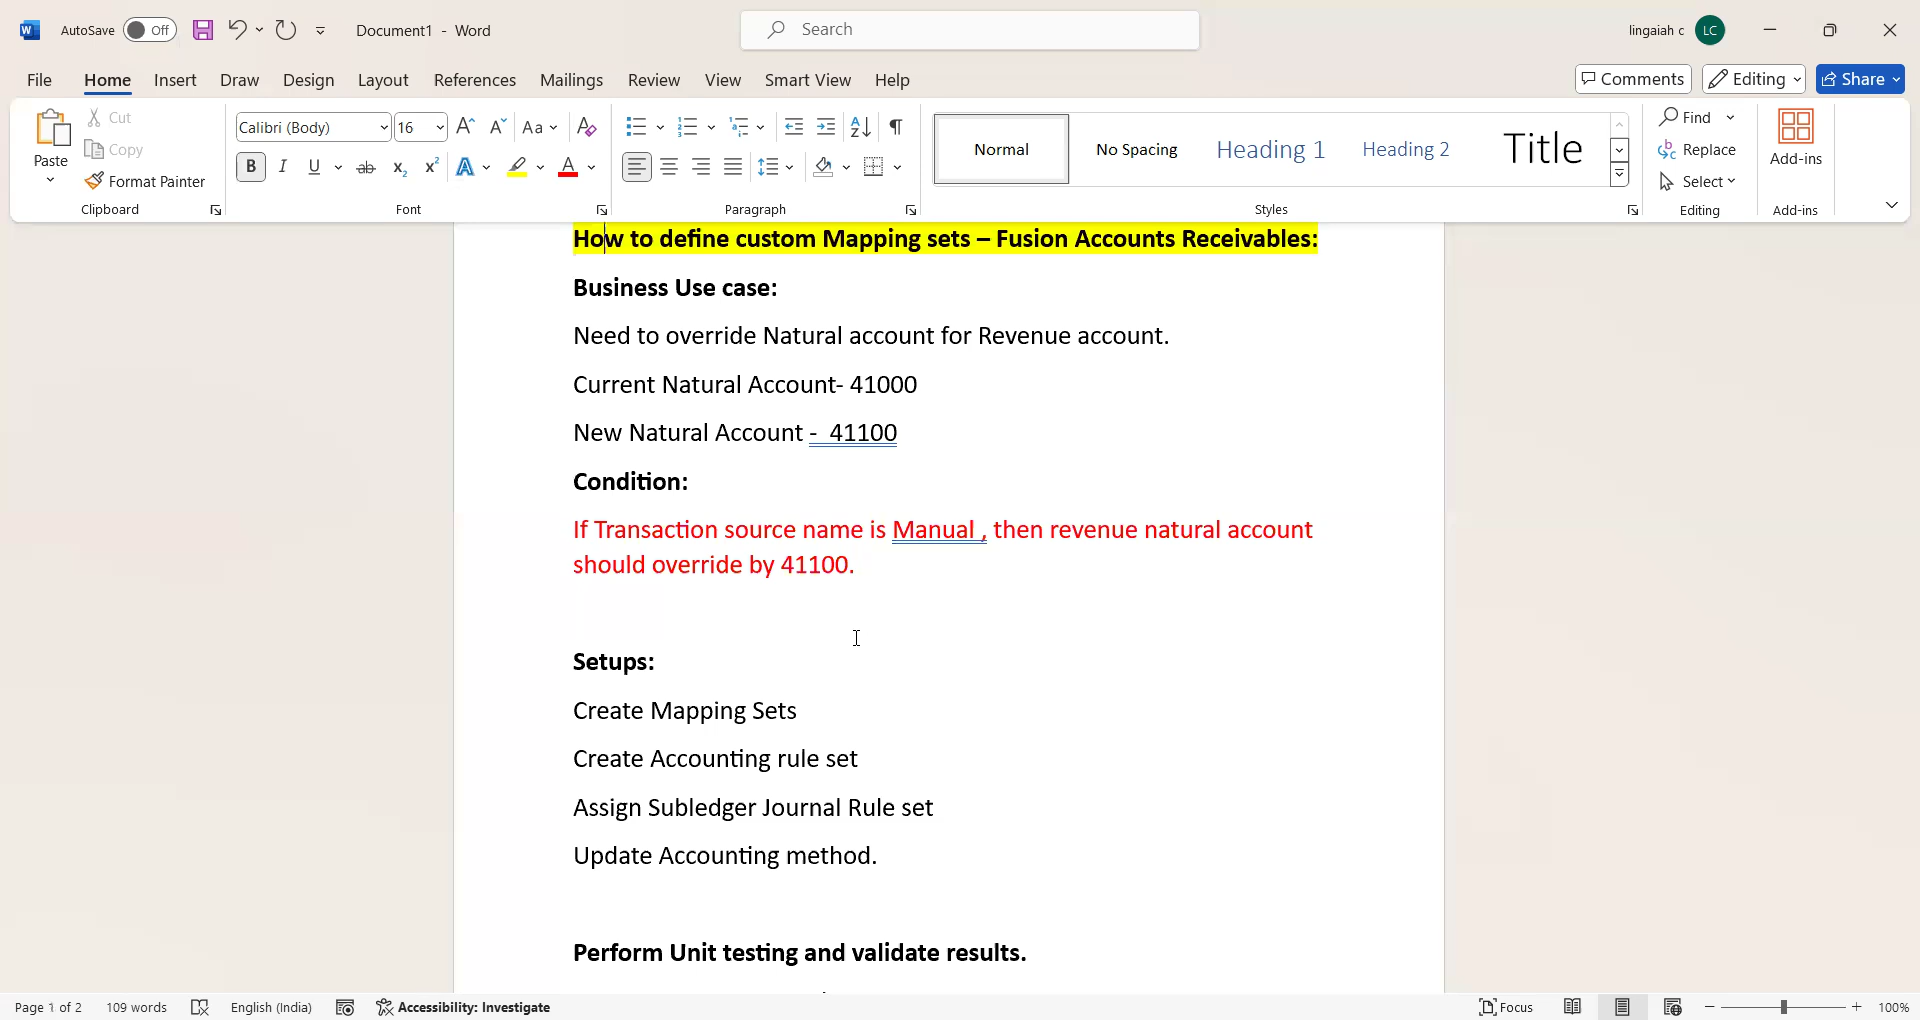 AutoSave Off Document1 - Word Search lingaiah c LC
File Home Insert Draw Design Layout References Mailings Review View Smart View Help Comments Editing Share
Paste Cut Copy Format Painter Clipboard
Calibri (Body) 16 Aa B I U ab x₂ x² A A Font
Paragraph
Normal No Spacing Heading 1 Heading 2 Title Styles
Find Replace Select Editing
Add-ins Add-ins
How to define custom Mapping sets – Fusion Accounts Receivables:
Business Use case:
Need to override Natural account for Revenue account.
Current Natural Account- 41000
New Natural Account -  41100
Condition:
If Transaction source name is Manual , then revenue natural account
should override by 41100.
Setups:
Create Mapping Sets
Create Accounting rule set
Assign Subledger Journal Rule set
Update Accounting method.
Perform Unit testing and validate results.
Page 1 of 2 109 words English (India) Accessibility: Investigate Focus 100%